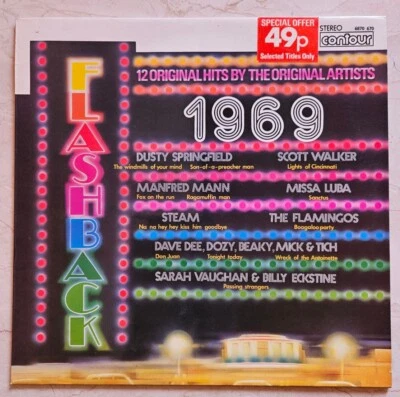 SPECIAL OFFER
49p
Selected Titles Only
STEREO
6870 670
contour
FLASHBACK
12 ORIGINAL HITS BY THE ORIGINAL ARTISTS
1969
DUSTY SPRINGFIELD
The windmills of your mind Son-of-a-preacher man
SCOTT WALKER
Lights of Cincinnati
MANFRED MANN
Fox on the run Ragamuffin man
MISSA LUBA
Sanctus
STEAM
Na na hey hey kiss him goodbye
THE FLAMINGOS
Boogaloo party
DAVE DEE, DOZY, BEAKY, MICK & TICH
Don Juan Tonight today Wreck of the Antoinette
SARAH VAUGHAN & BILLY ECKSTINE
Passing strangers